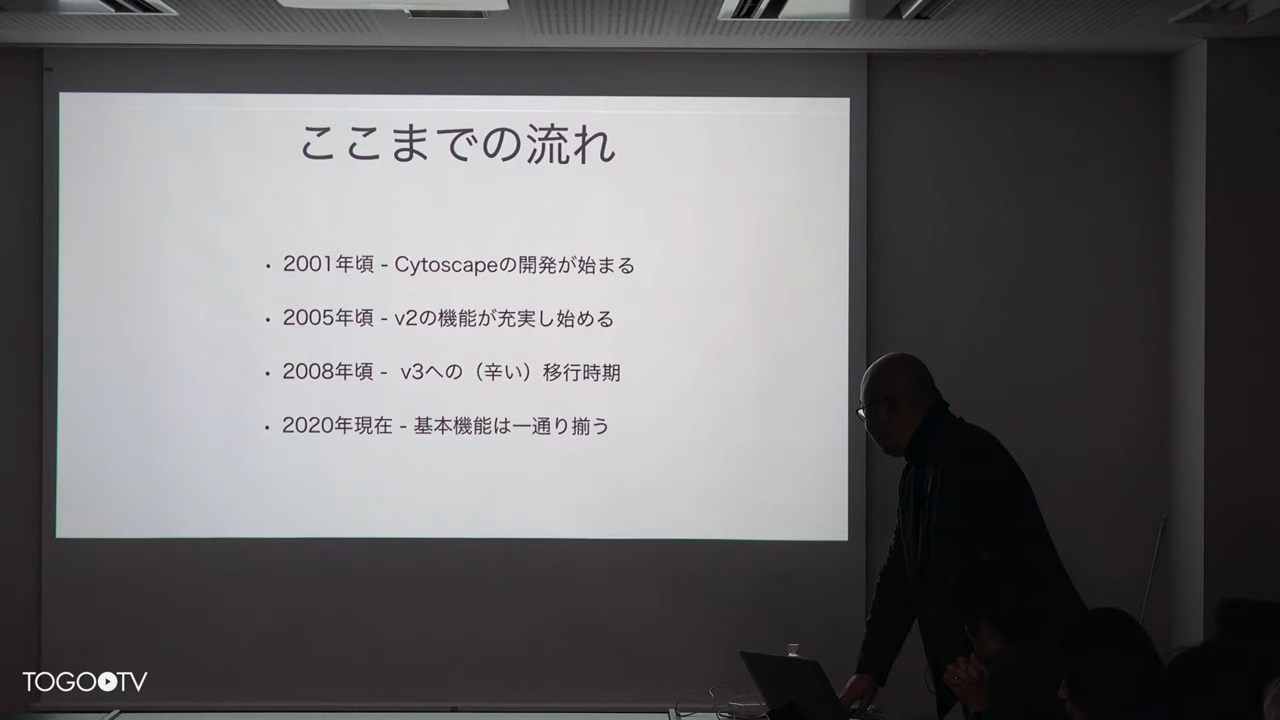 ここまでの流れ
• 2001年頃 - Cytoscapeの開発が始まる
• 2005年頃 - v2の機能が充実し始める
• 2008年頃 - v3への（辛い）移行時期
• 2020年現在 - 基本機能は一通り揃う
TOGOTV